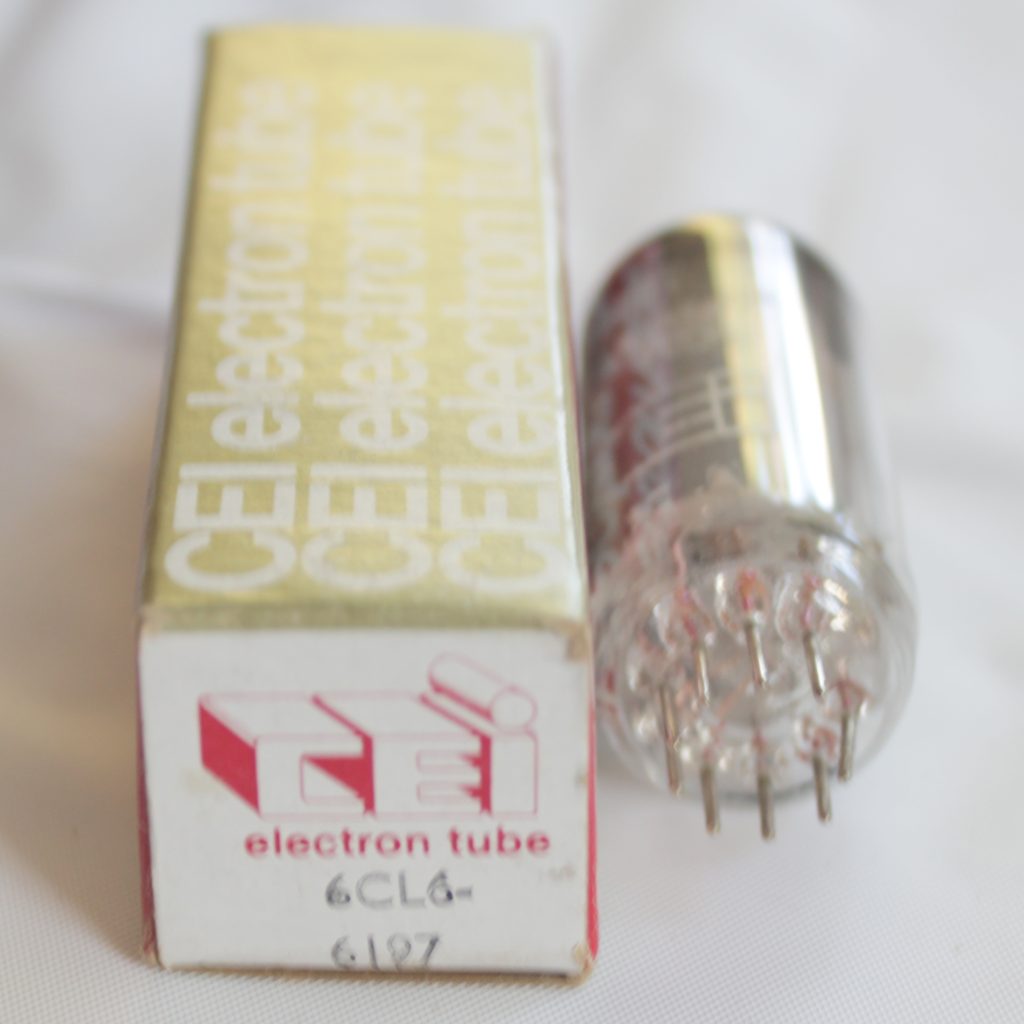 CEI electron tube
CEI electron tube
CEI electron tube
CEI
electron tube
6CL6-
6197